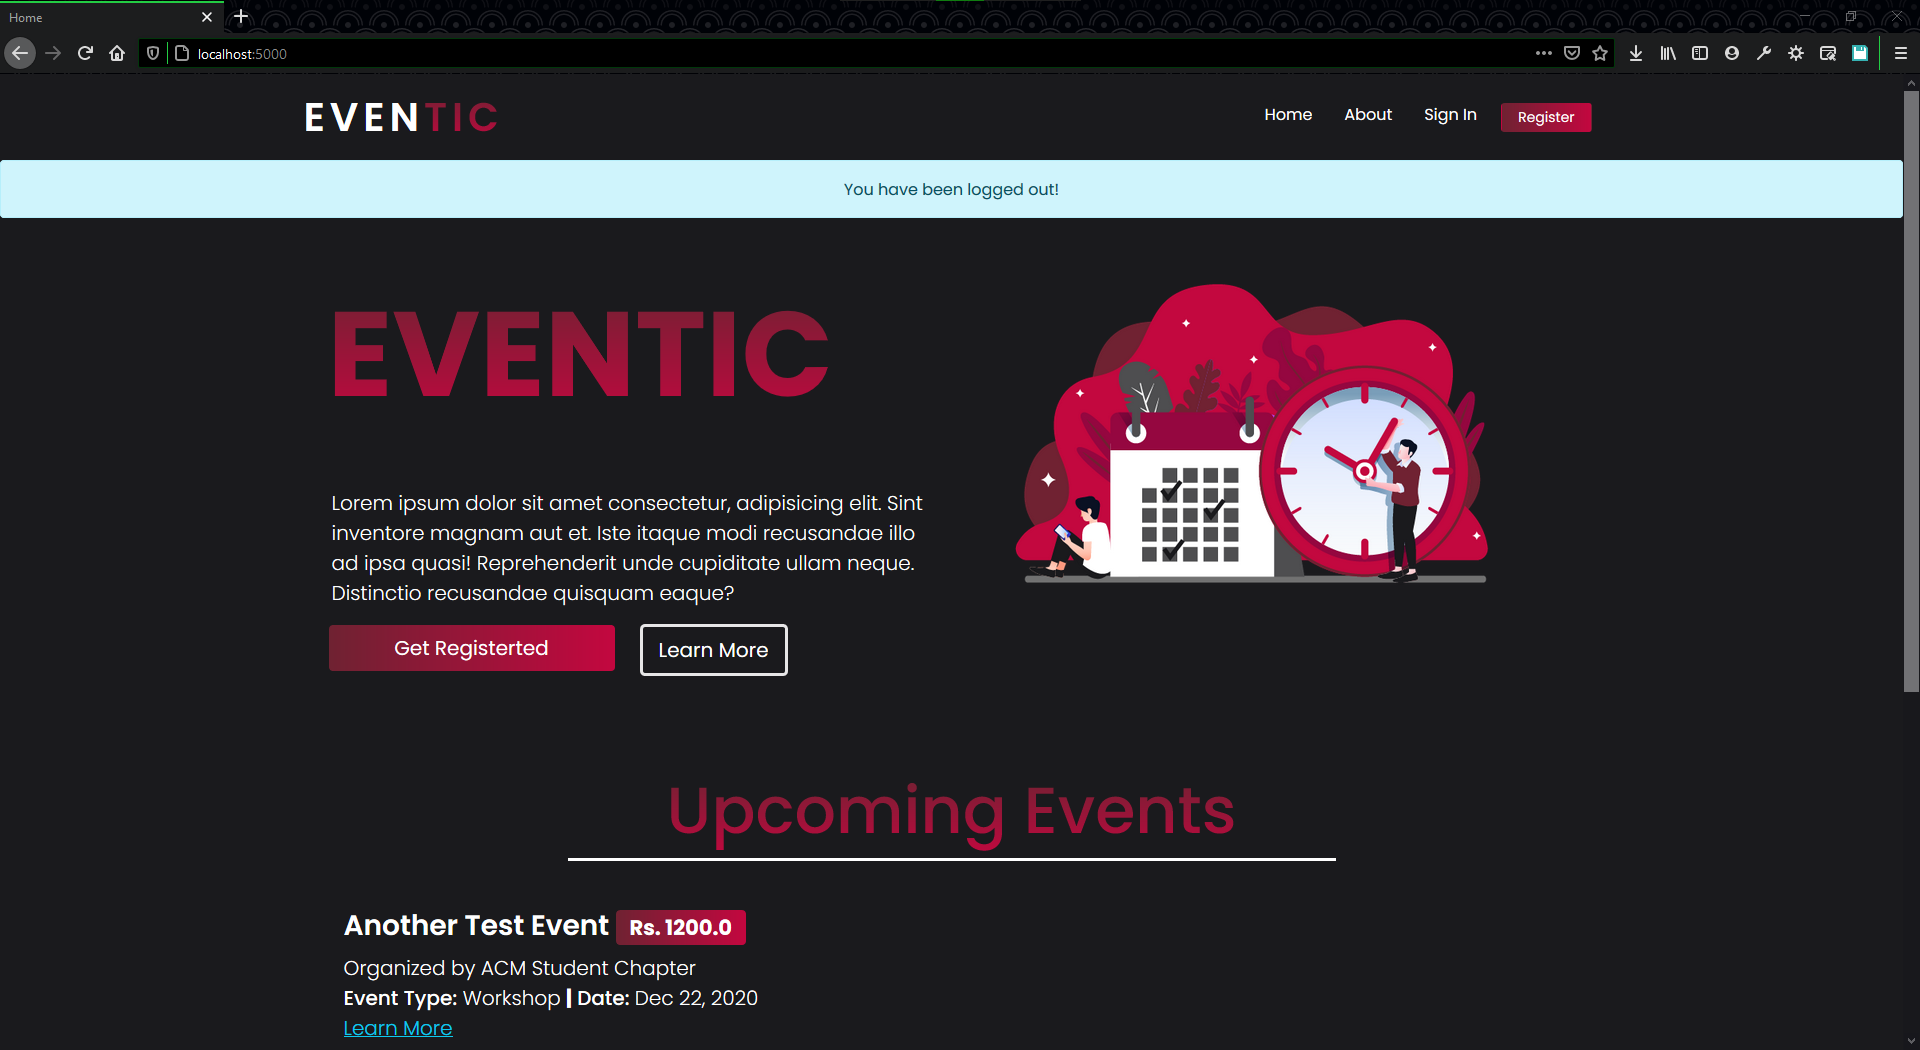 Home
localhost:5000
EVENTIC
Home About Sign In Register
You have been logged out!
EVENTIC
Lorem ipsum dolor sit amet consectetur, adipisicing elit. Sint
inventore magnam aut et. Iste itaque modi recusandae illo
ad ipsa quasi! Reprehenderit unde cupiditate ullam neque.
Distinctio recusandae quisquam eaque?
Get Registerted Learn More
Upcoming Events
Another Test Event Rs. 1200.0
Organized by ACM Student Chapter
Event Type: Workshop | Date: Dec 22, 2020
Learn More